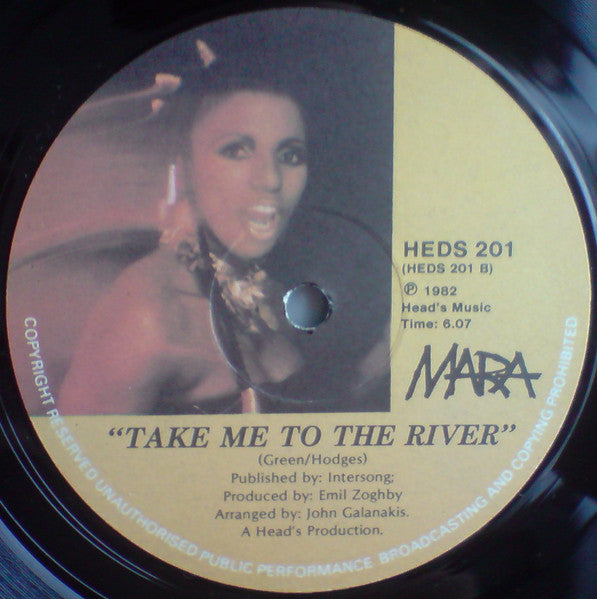 HEDS 201
(HEDS 201 B)
℗ 1982
Head's Music
Time: 6.07
MARA
"TAKE ME TO THE RIVER"
(Green/Hodges)
Published by: Intersong;
Produced by: Emil Zoghby
Arranged by: John Galanakis.
A Head's Production.
COPYRIGHT RESERVED UNAUTHORISED PUBLIC PERFORMANCE BROADCASTING AND COPYING PROHIBITED